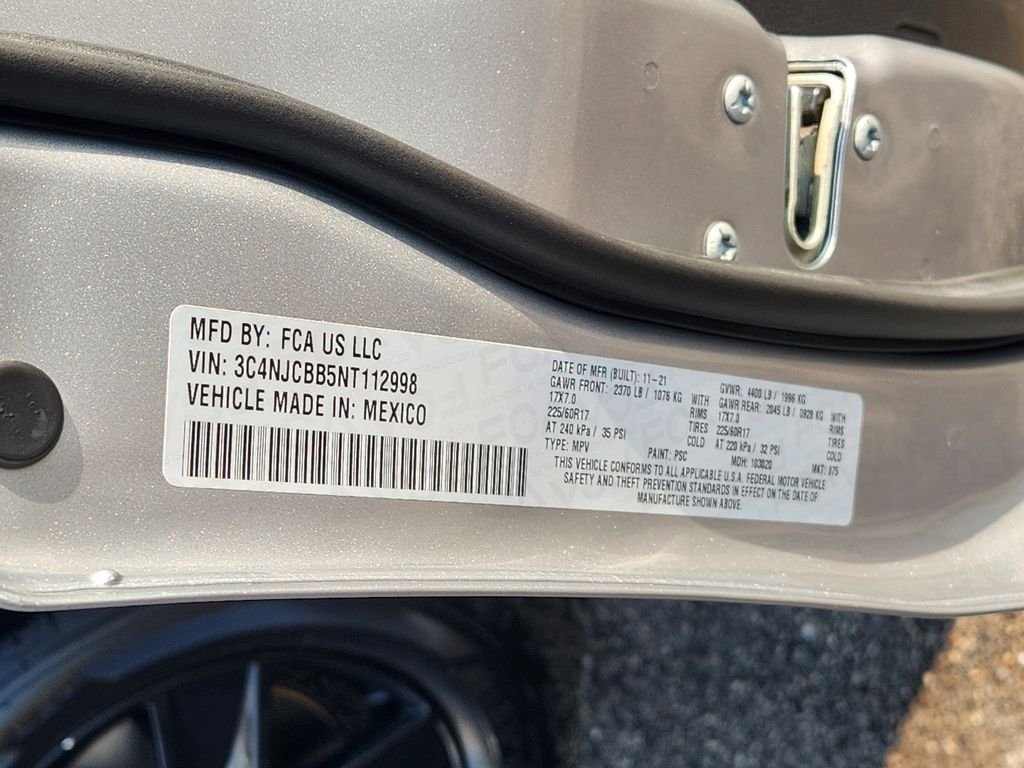 MFD BY: FCA US LLC
VIN: 3C4NJCBB5NT112998
VEHICLE MADE IN: MEXICO
DATE OF MFR (BUILT): 11-21
GVWR: 4400 LB / 1996 KG
GAWR FRONT: 2370 LB / 1076 KG WITH
17X7.0 RIMS
225/60R17 TIRES
AT 240 kPa / 35 PSI COLD
GAWR REAR: 2045 LB / 0928 KG WITH
17X7.0 RIMS
225/60R17 TIRES
AT 220 kPa / 32 PSI COLD
TYPE: MPV PAINT: PSC MDH: 103020 MKT: 875
THIS VEHICLE CONFORMS TO ALL APPLICABLE U.S.A. FEDERAL MOTOR VEHICLE
SAFETY AND THEFT PREVENTION STANDARDS IN EFFECT ON THE DATE OF
MANUFACTURE SHOWN ABOVE.